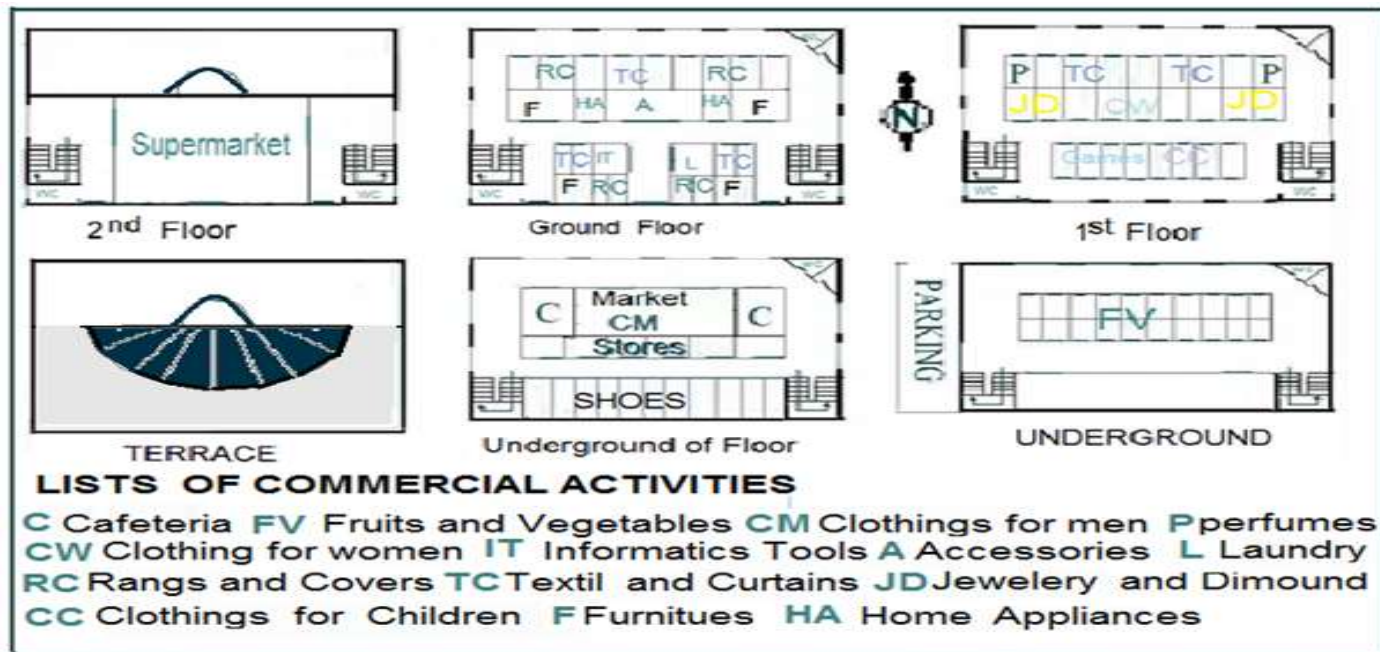 RC TC RC P TC TC P
Supermarket F HA A HA F N JD CW JD
TC IT L TC Games CC
WC WC WC F RC RC F WC WC WC
2nd Floor Ground Floor 1st Floor
C Market C PARKING
CM FV
Stores
SHOES
TERRACE Underground of Floor UNDERGROUND
LISTS OF COMMERCIAL ACTIVITIES
C Cafeteria FV Fruits and Vegetables CM Clothings for men P perfumes
CW Clothing for women IT Informatics Tools A Accessories L Laundry
RC Rangs and Covers TC Textil and Curtains JD Jewelery and Dimound
CC Clothings for Children F Furnitues HA Home Appliances